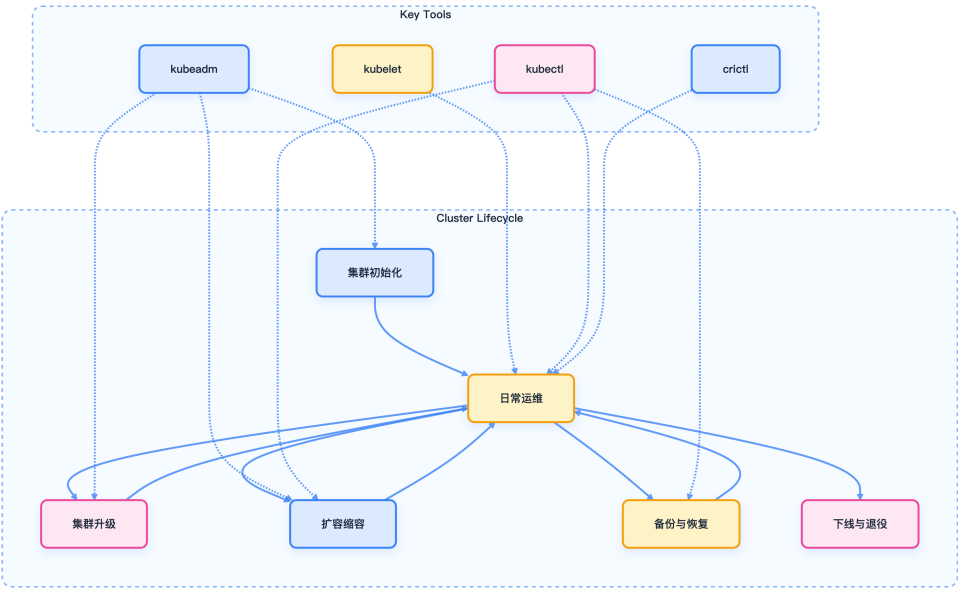 Key Tools
kubeadm
kubelet
kubectl
crictl
Cluster Lifecycle
集群初始化
日常运维
集群升级
扩容缩容
备份与恢复
下线与退役